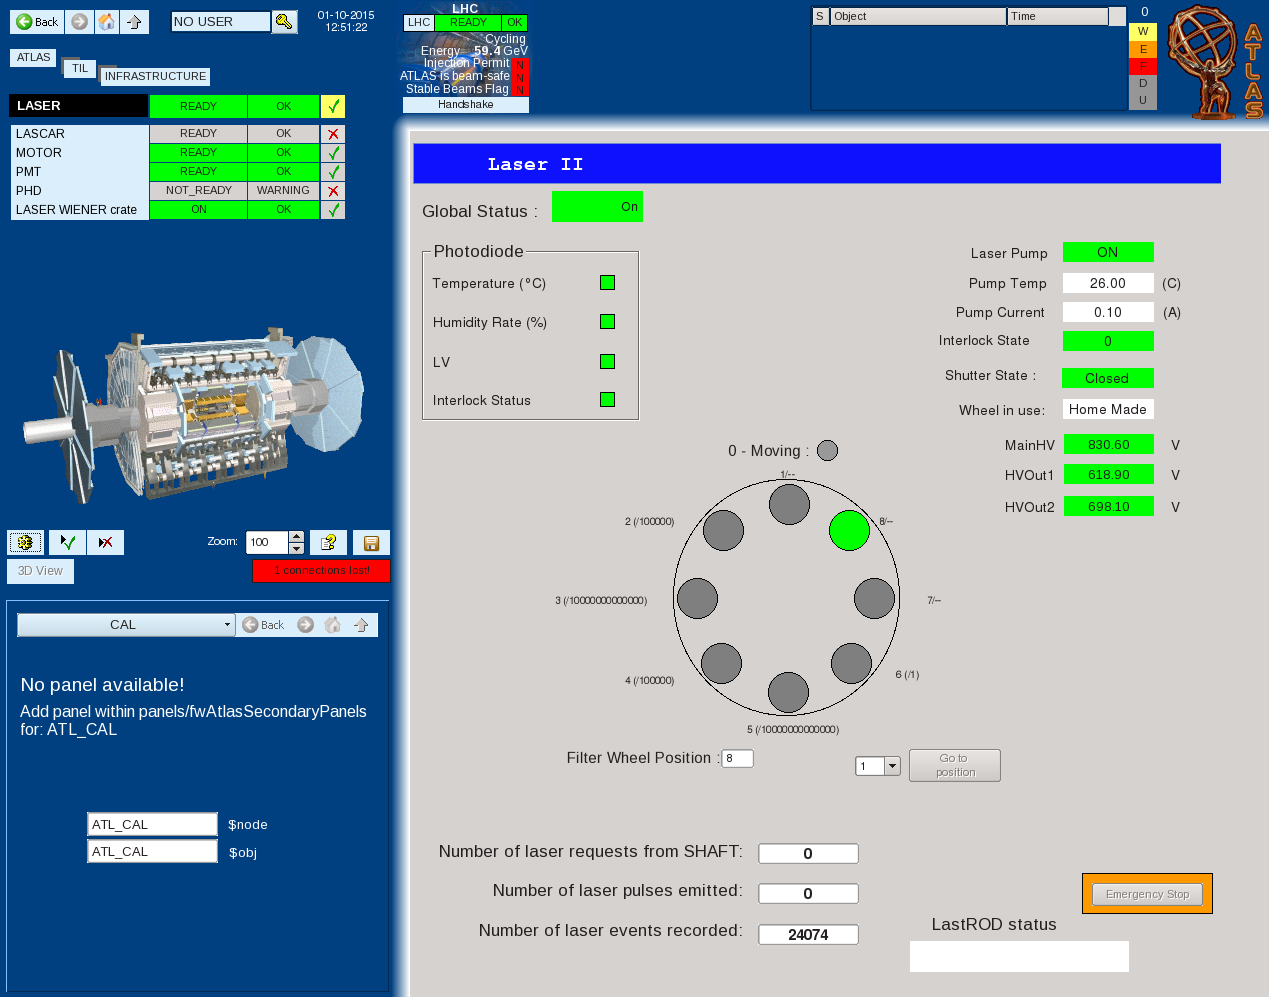 Back
NO USER
01-10-2015
12:51:22
ATLAS
TIL
INFRASTRUCTURE
LHC
LHC READY OK
Cycling
Energy 59.4 GeV
Injection Permit N
ATLAS is beam-safe N
Stable Beams Flag N
Handshake
S Object Time
0
W
E
F
D
U
ATLAS
LASER READY OK
LASCAR READY OK
MOTOR READY OK
PMT READY OK
PHD NOT_READY WARNING
LASER WIENER crate ON OK
Zoom: 100
3D View
1 connections lost!
CAL
Back
No panel available!
Add panel within panels/fwAtlasSecondaryPanels
for: ATL_CAL
ATL_CAL $node
ATL_CAL $obj
Laser II
Global Status : On
Photodiode
Temperature (°C)
Humidity Rate (%)
LV
Interlock Status
Laser Pump ON
Pump Temp 26.00 (C)
Pump Current 0.10 (A)
Interlock State 0
Shutter State : Closed
Wheel in use: Home Made
MainHV 830.60 V
HVOut1 618.90 V
HVOut2 698.10 V
0 - Moving :
1/--
2 (/100000)
8/--
3 (/10000000000000)
7/--
4 (/100000)
6 (/1)
5 (/10000000000000)
Filter Wheel Position : 8
1
Go to
position
Number of laser requests from SHAFT: 0
Number of laser pulses emitted: 0
Number of laser events recorded: 24074
Emergency Stop
LastROD status